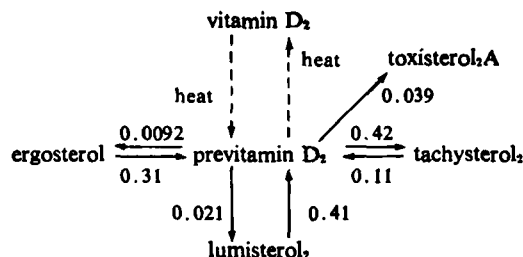 vitamin D₂
heat
toxisterol₂A
heat
0.039
0.0092
0.42
ergosterol
previtamin D₂
tachysterol₂
0.31
0.11
0.021
0.41
lumisterol₂